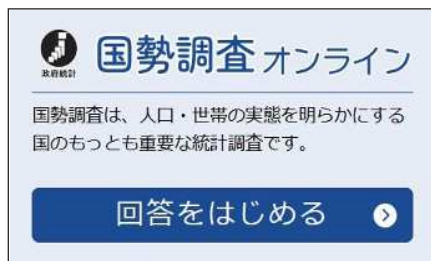 国勢調査オンライン
政府統計
国勢調査は、人口・世帯の実態を明らかにする
国のもっとも重要な統計調査です。
回答をはじめる